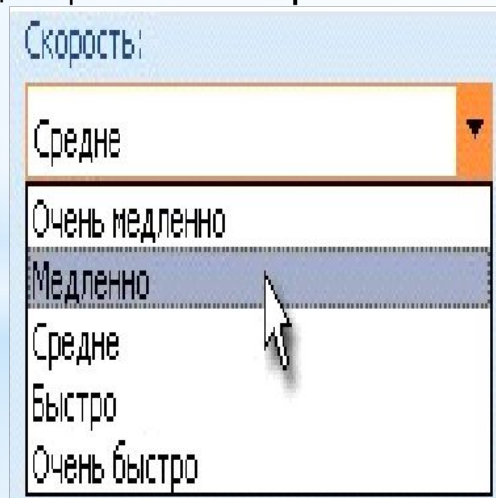 Скорость:
Средне
Очень медленно
Медленно
Средне
Быстро
Очень быстро